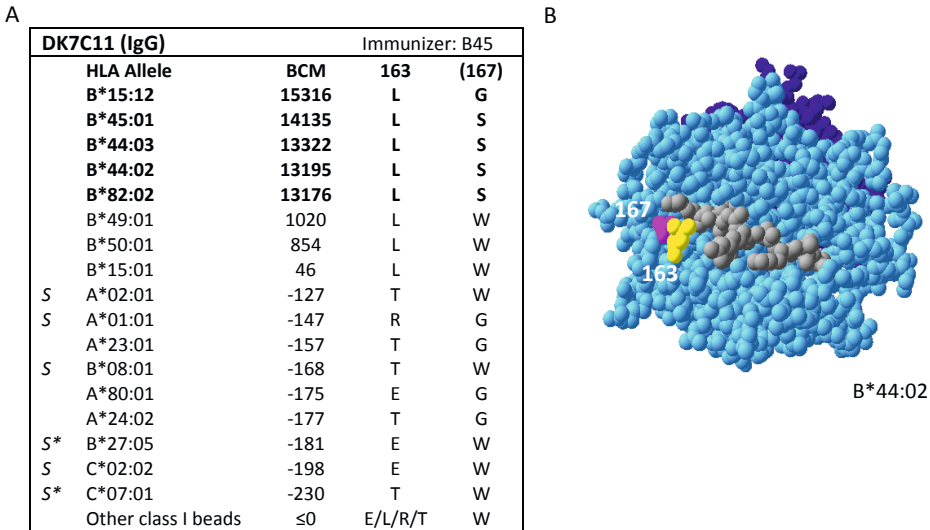 A
DK7C11 (IgG) Immunizer: B45
HLA Allele BCM 163 (167)
B*15:12 15316 L G
B*45:01 14135 L S
B*44:03 13322 L S
B*44:02 13195 L S
B*82:02 13176 L S
B*49:01 1020 L W
B*50:01 854 L W
B*15:01 46 L W
S A*02:01 -127 T W
S A*01:01 -147 R G
A*23:01 -157 T G
S B*08:01 -168 T W
A*80:01 -175 E G
A*24:02 -177 T G
S* B*27:05 -181 E W
S C*02:02 -198 E W
S* C*07:01 -230 T W
Other class I beads ≤0 E/L/R/T W
B
167
163
B*44:02